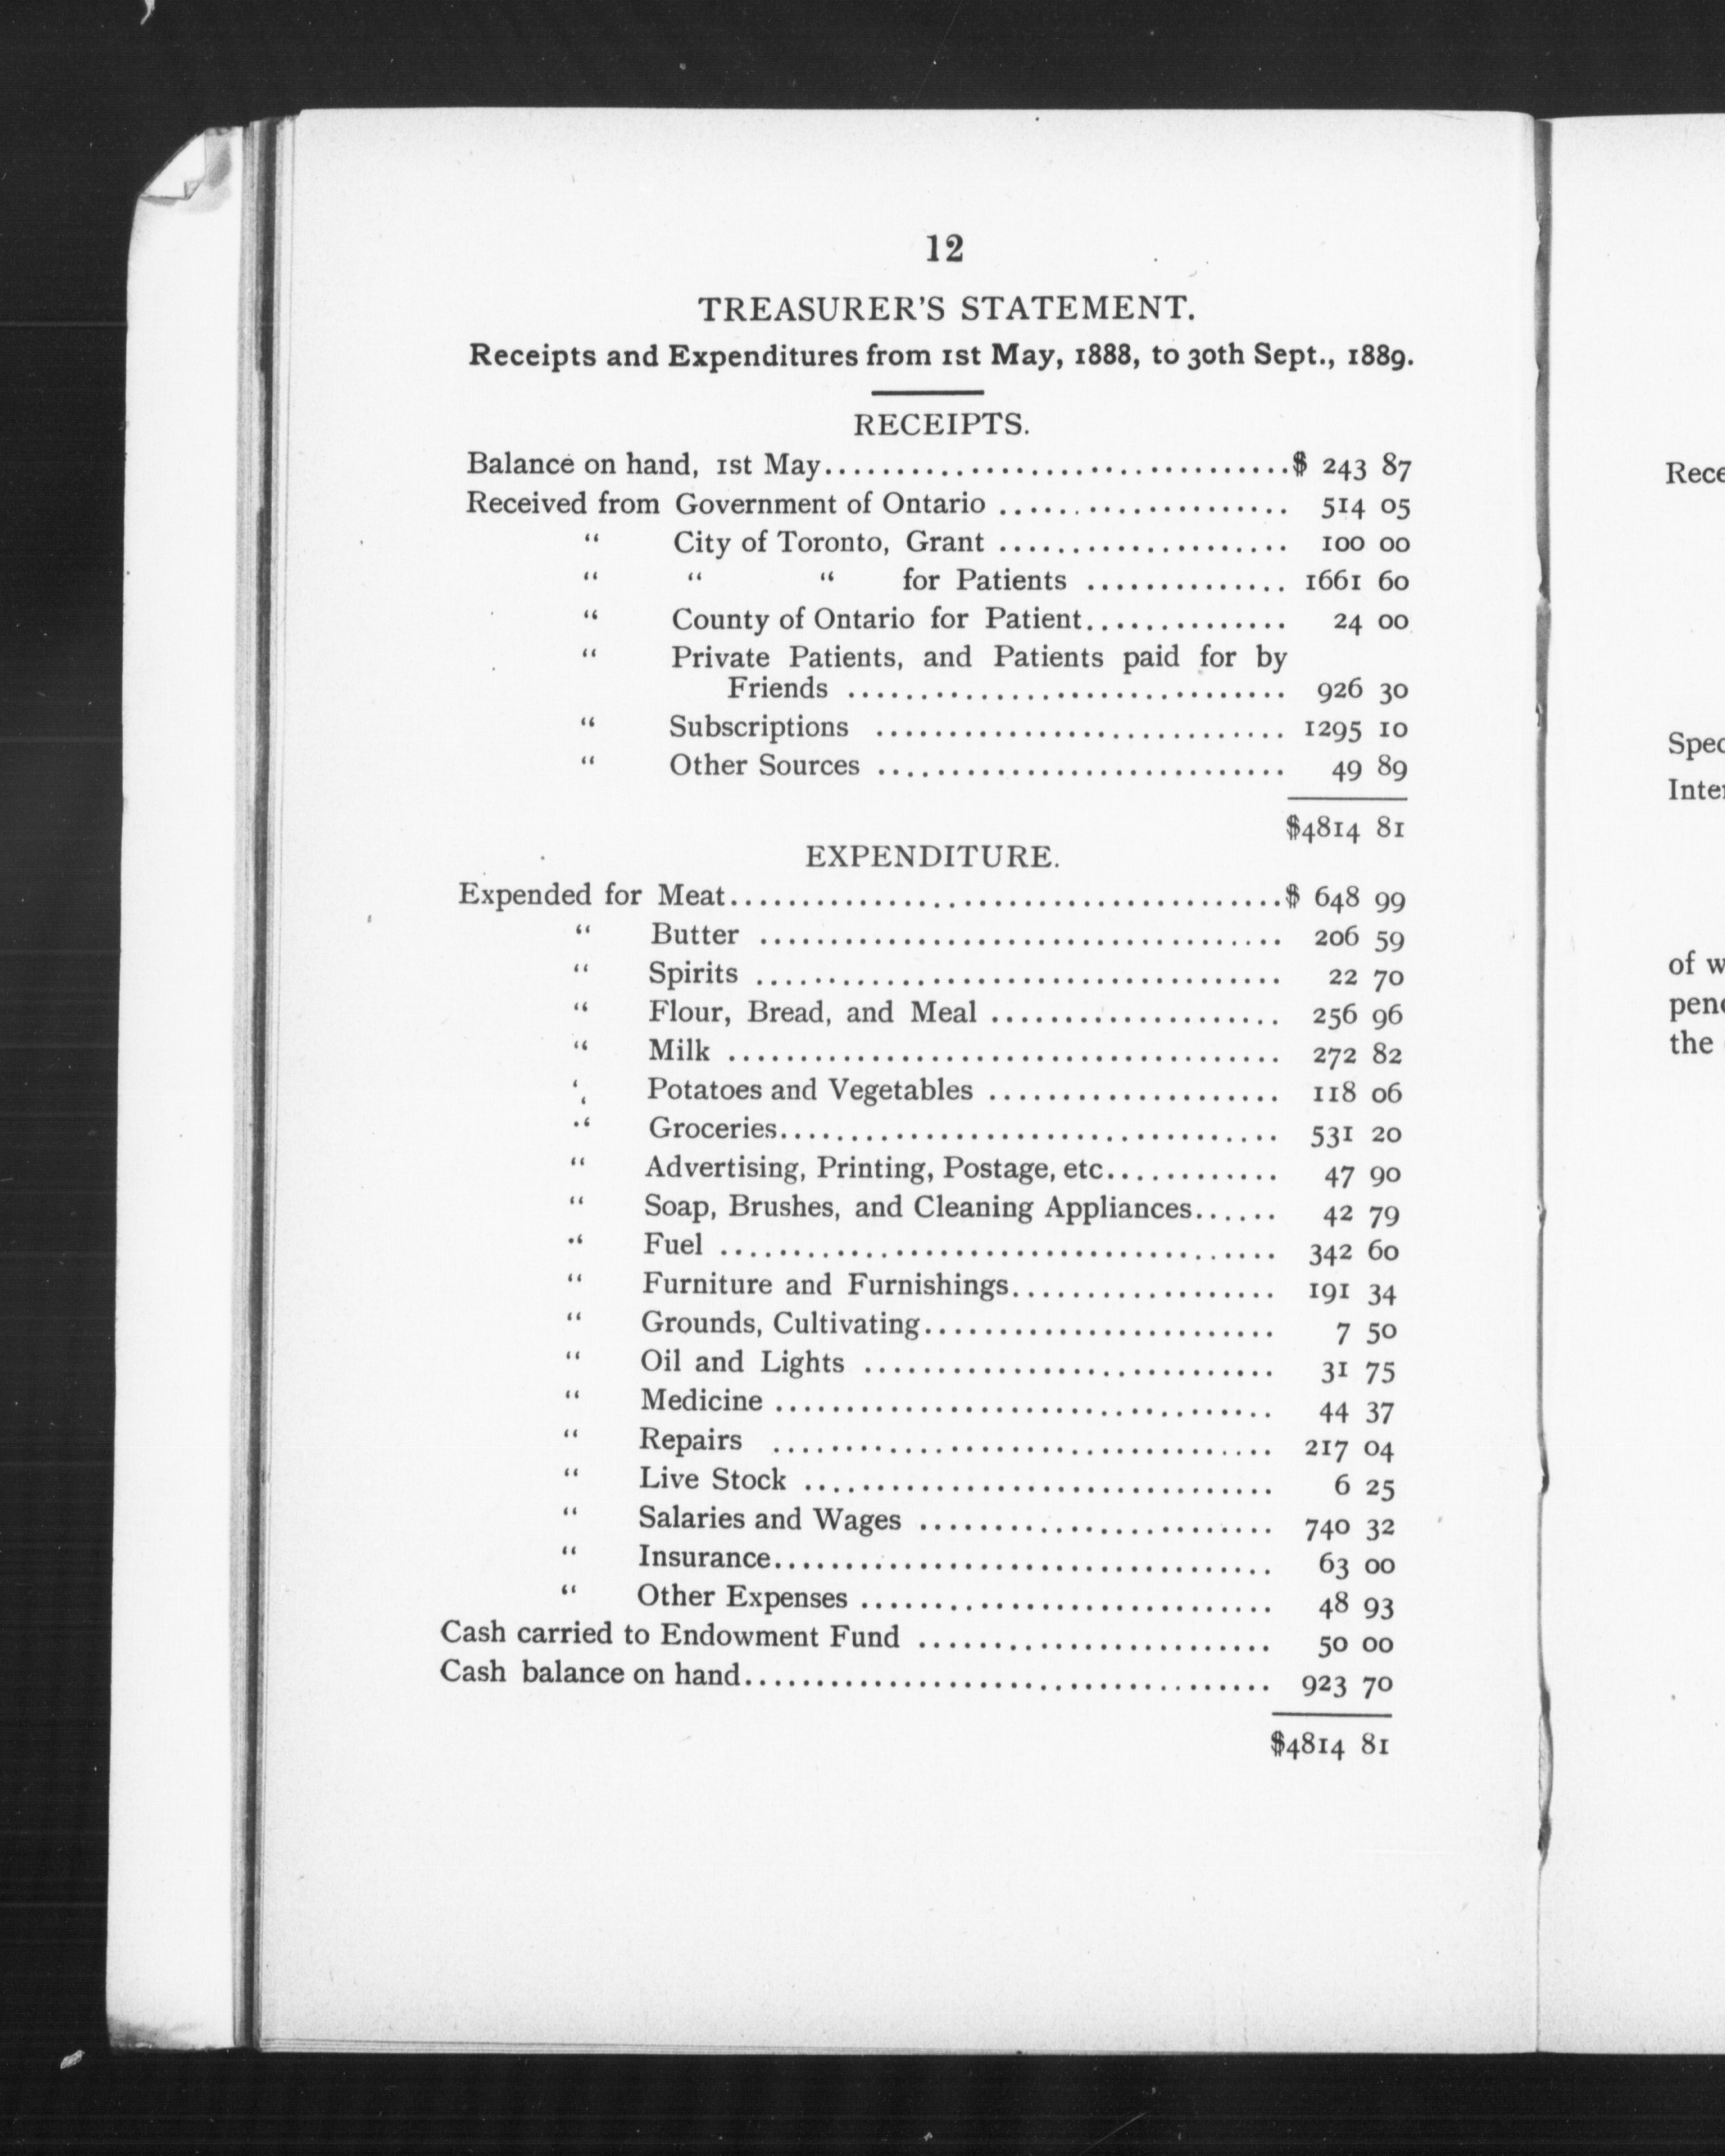 12
TREASURER'S STATEMENT.
Receipts and Expenditures from 1st May, 1888, to 30th Sept., 1889.
RECEIPTS.
Balance on hand, 1st May................................$ 243 87
Received from Government of Ontario .................... 514 05
“ City of Toronto, Grant .................... 100 00
“ “ “ for Patients .............. 1661 60
“ County of Ontario for Patient.............. 24 00
“ Private Patients, and Patients paid for by
Friends .............................. 926 30
“ Subscriptions ............................ 1295 10
“ Other Sources ............................ 49 89
$4814 81
EXPENDITURE.
Expended for Meat......................................$ 648 99
“ Butter .................................... 206 59
“ Spirits .................................... 22 70
“ Flour, Bread, and Meal .................... 256 96
“ Milk ...................................... 272 82
“ Potatoes and Vegetables .................... 118 06
“ Groceries.................................. 531 20
“ Advertising, Printing, Postage, etc............ 47 90
“ Soap, Brushes, and Cleaning Appliances...... 42 79
“ Fuel ...................................... 342 60
“ Furniture and Furnishings.................. 191 34
“ Grounds, Cultivating........................ 7 50
“ Oil and Lights ............................ 31 75
“ Medicine .................................. 44 37
“ Repairs .................................. 217 04
“ Live Stock ................................ 6 25
“ Salaries and Wages ........................ 740 32
“ Insurance.................................. 63 00
“ Other Expenses ............................ 48 93
Cash carried to Endowment Fund ........................ 50 00
Cash balance on hand.................................... 923 70
$4814 81
Rece
Spec
Inter
of w
pend
the